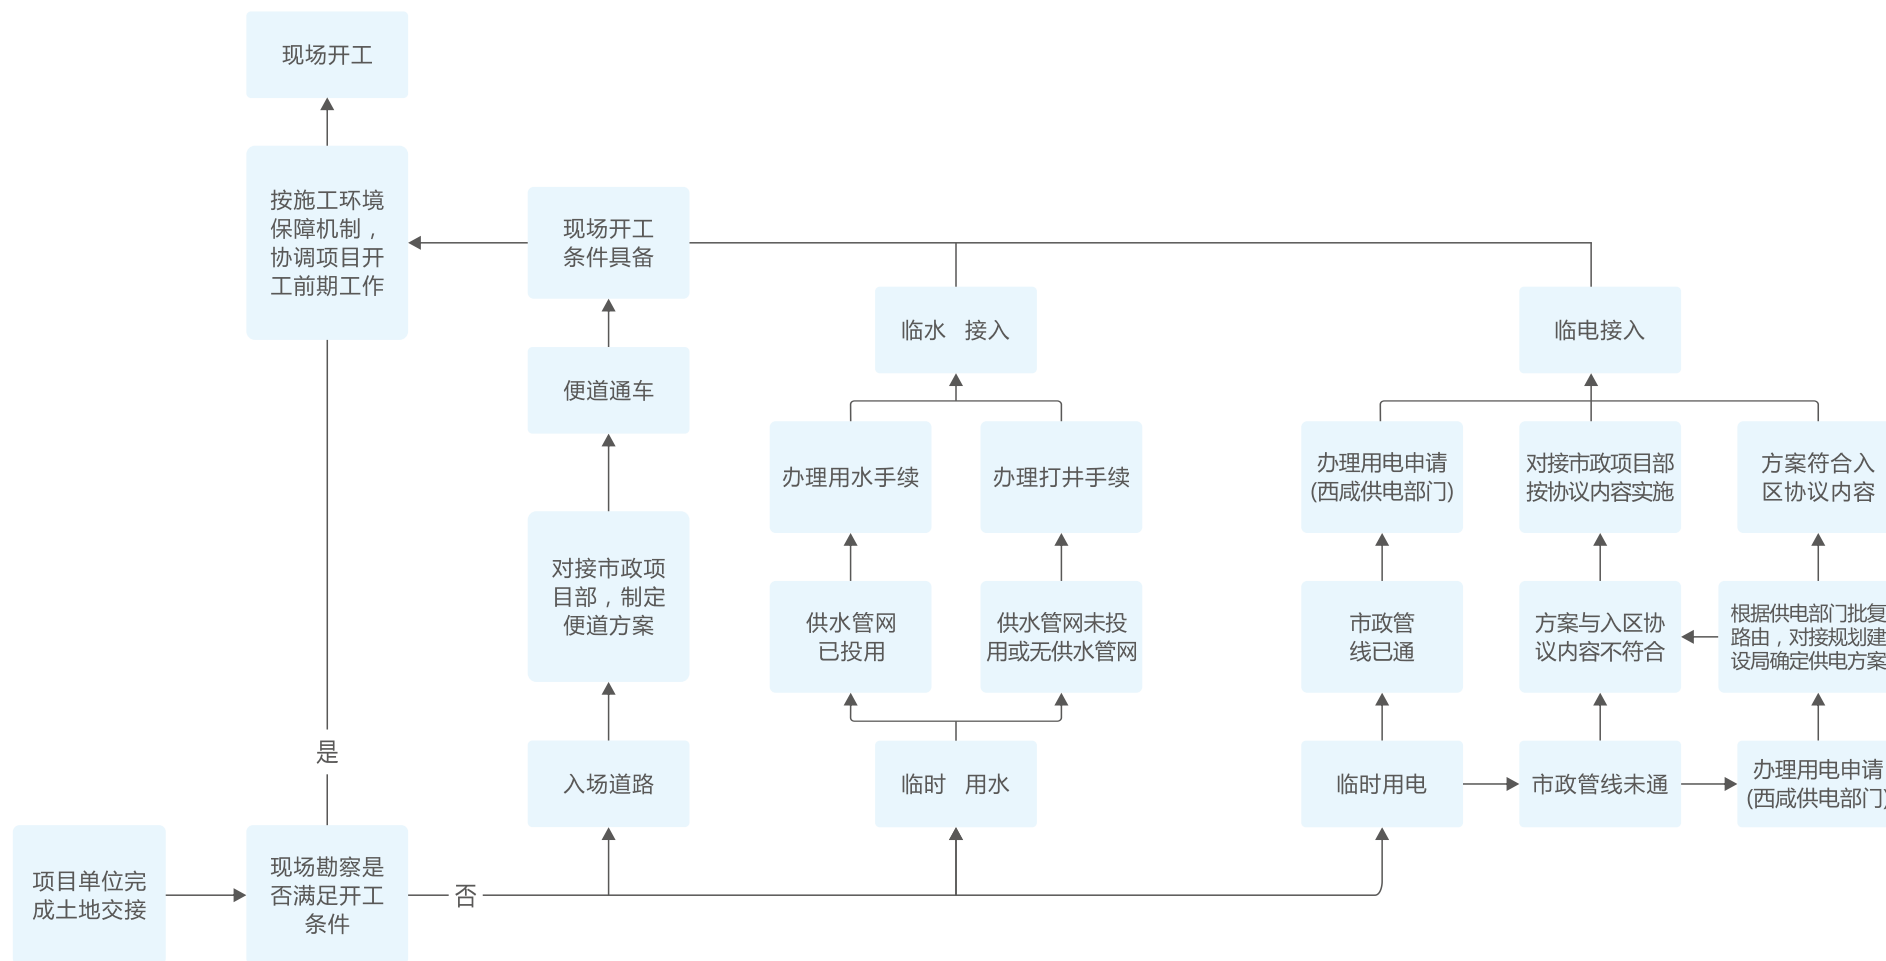 现场开工
按施工环境
保障机制，
协调项目开
工前期工作
现场开工
条件具备
临水 接入
临电接入
便道通车
办理用水手续
办理打井手续
办理用电申请
(西咸供电部门)
对接市政项目部
按协议内容实施
方案符合入
区协议内容
对接市政项
目部，制定
便道方案
供水管网
已投用
供水管网未投
用或无供水管网
市政管
线已通
方案与入区协
议内容不符合
根据供电部门批复
路由，对接规划建
设局确定供电方案
是
入场道路
临时 用水
临时用电
市政管线未通
办理用电申请
(西咸供电部门)
项目单位完
成土地交接
现场勘察是
否满足开工
条件
否